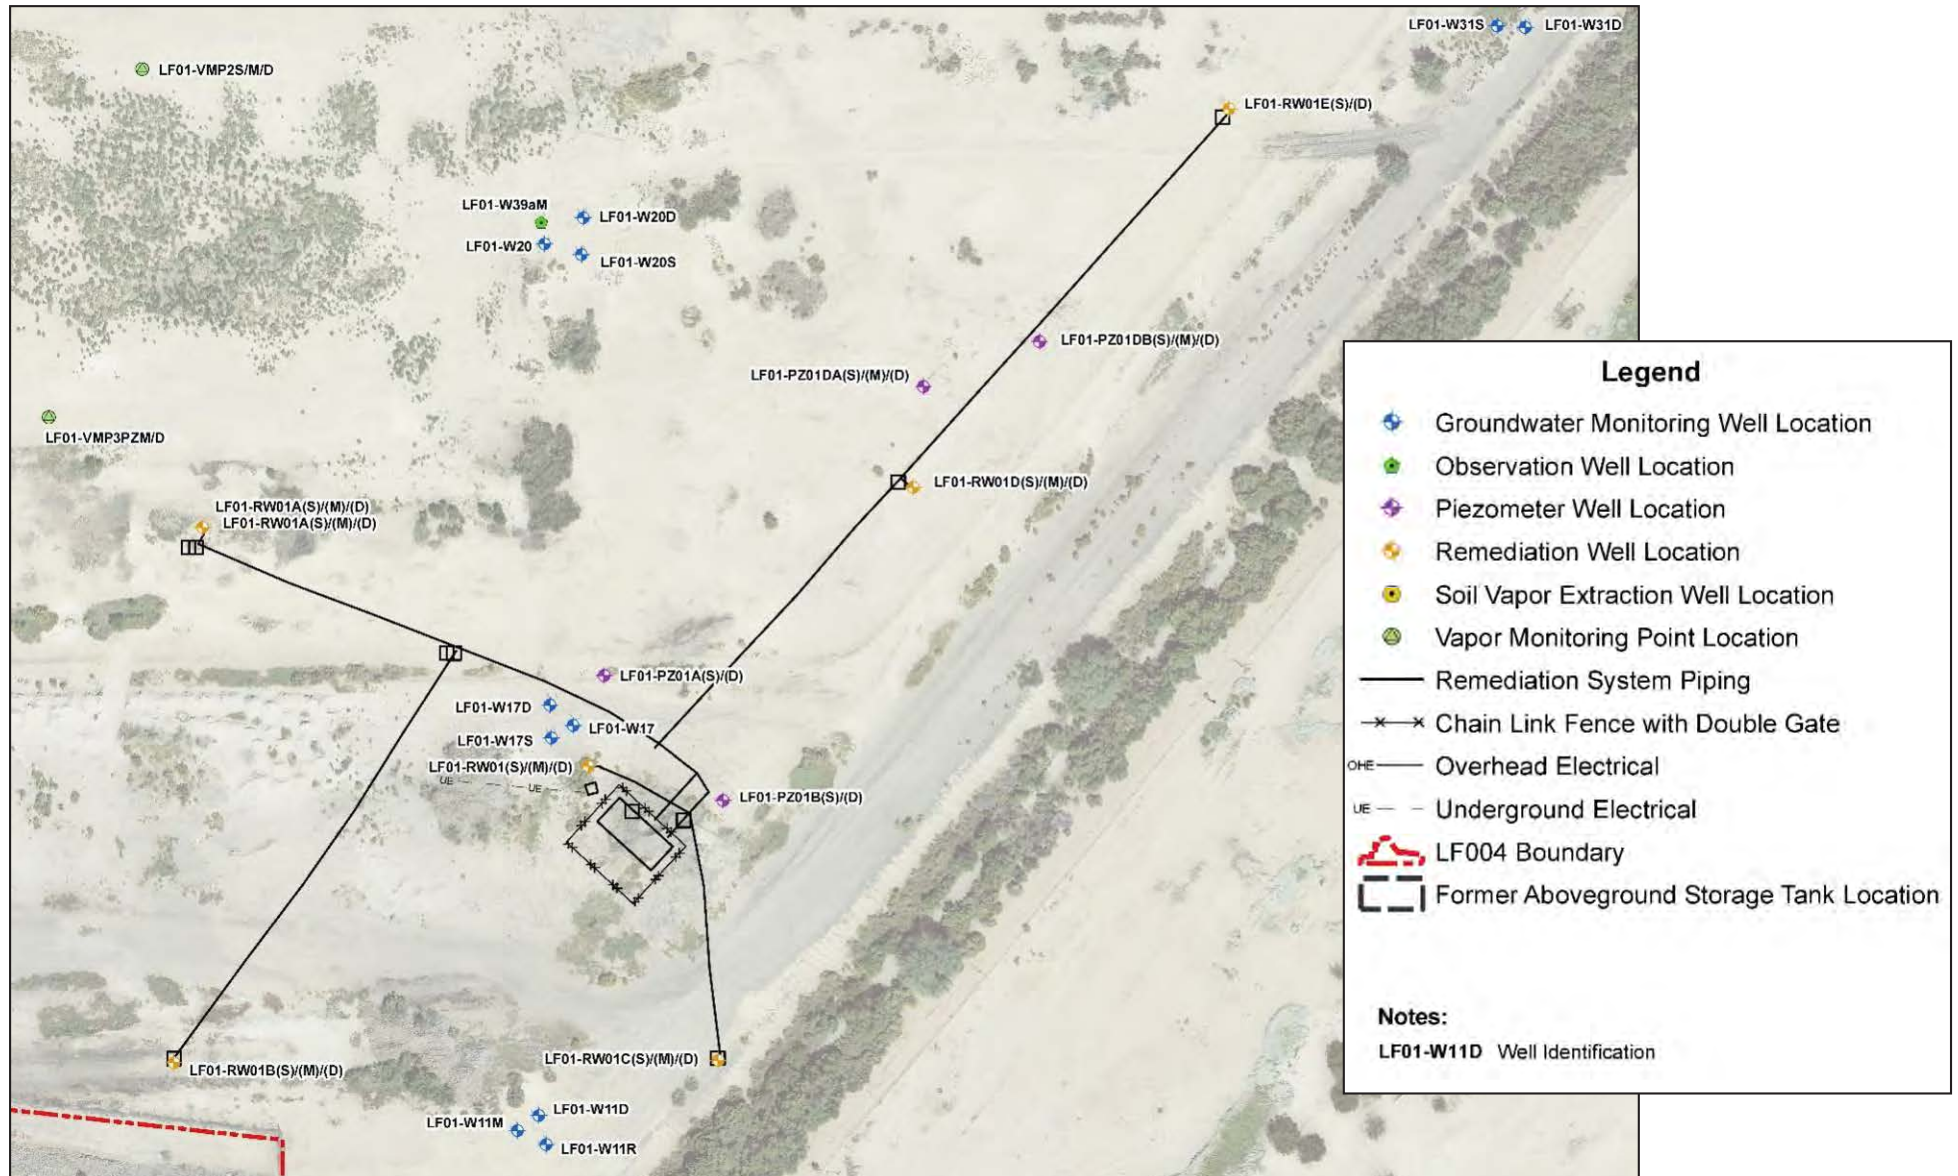 LF01-W31S
LF01-W31D
LF01-VMP2S/M/D
LF01-RW01E(S)/(D)
LF01-W39aM
LF01-W20D
LF01-W20
LF01-W20S
LF01-PZ01DB(S)/(M)/(D)
LF01-PZ01DA(S)/(M)/(D)
LF01-VMP3PZM/D
LF01-RW01D(S)/(M)/(D)
LF01-RW01A(S)/(M)/(D)
LF01-RW01A(S)/(M)/(D)
LF01-PZ01A(S)/(D)
LF01-W17D
LF01-W17
LF01-W17S
LF01-RW01(S)/(M)/(D)
UE
UE
LF01-PZ01B(S)/(D)
LF01-RW01C(S)/(M)/(D)
LF01-RW01B(S)/(M)/(D)
LF01-W11D
LF01-W11M
LF01-W11R
Legend
Groundwater Monitoring Well Location
Observation Well Location
Piezometer Well Location
Remediation Well Location
Soil Vapor Extraction Well Location
Vapor Monitoring Point Location
Remediation System Piping
Chain Link Fence with Double Gate
OHE Overhead Electrical
UE Underground Electrical
LF004 Boundary
Former Aboveground Storage Tank Location
Notes:
LF01-W11D Well Identification